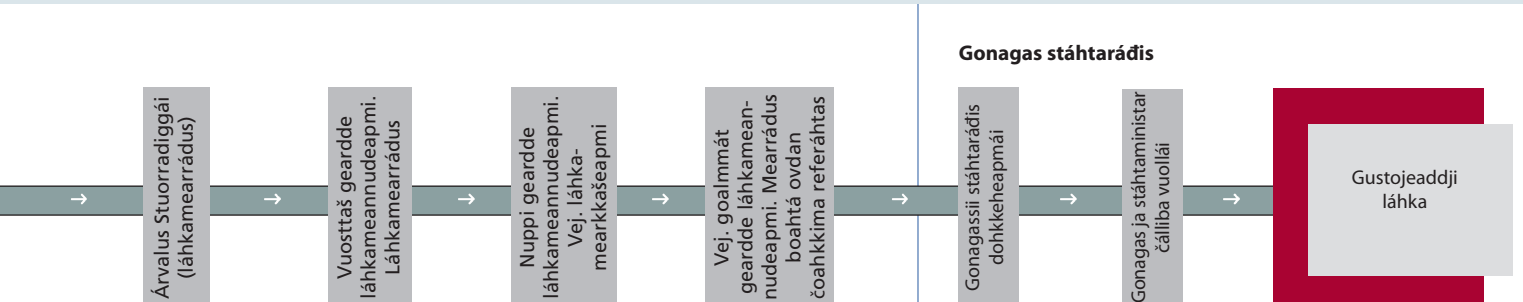 Gonagas stáhtaráđis
Árvalus Stuorradiggái
(láhkamearrádus)
Vuosttaš geardde
láhkameannudeapmi.
Láhkamearrádus
Nuppi geardde
láhkameannudeapmi.
Vej. láhka-
mearkkašeapmi
Vej. goalmmát
geardde láhkamean-
nudeapmi. Mearrádus
boahtá ovdan
čoahkkima referáhtas
Gonagassii stáhtaráđis
dohkkeheapmái
Gonagas ja stáhtaministar
čálliba vuollái
Gustojeaddji
láhka